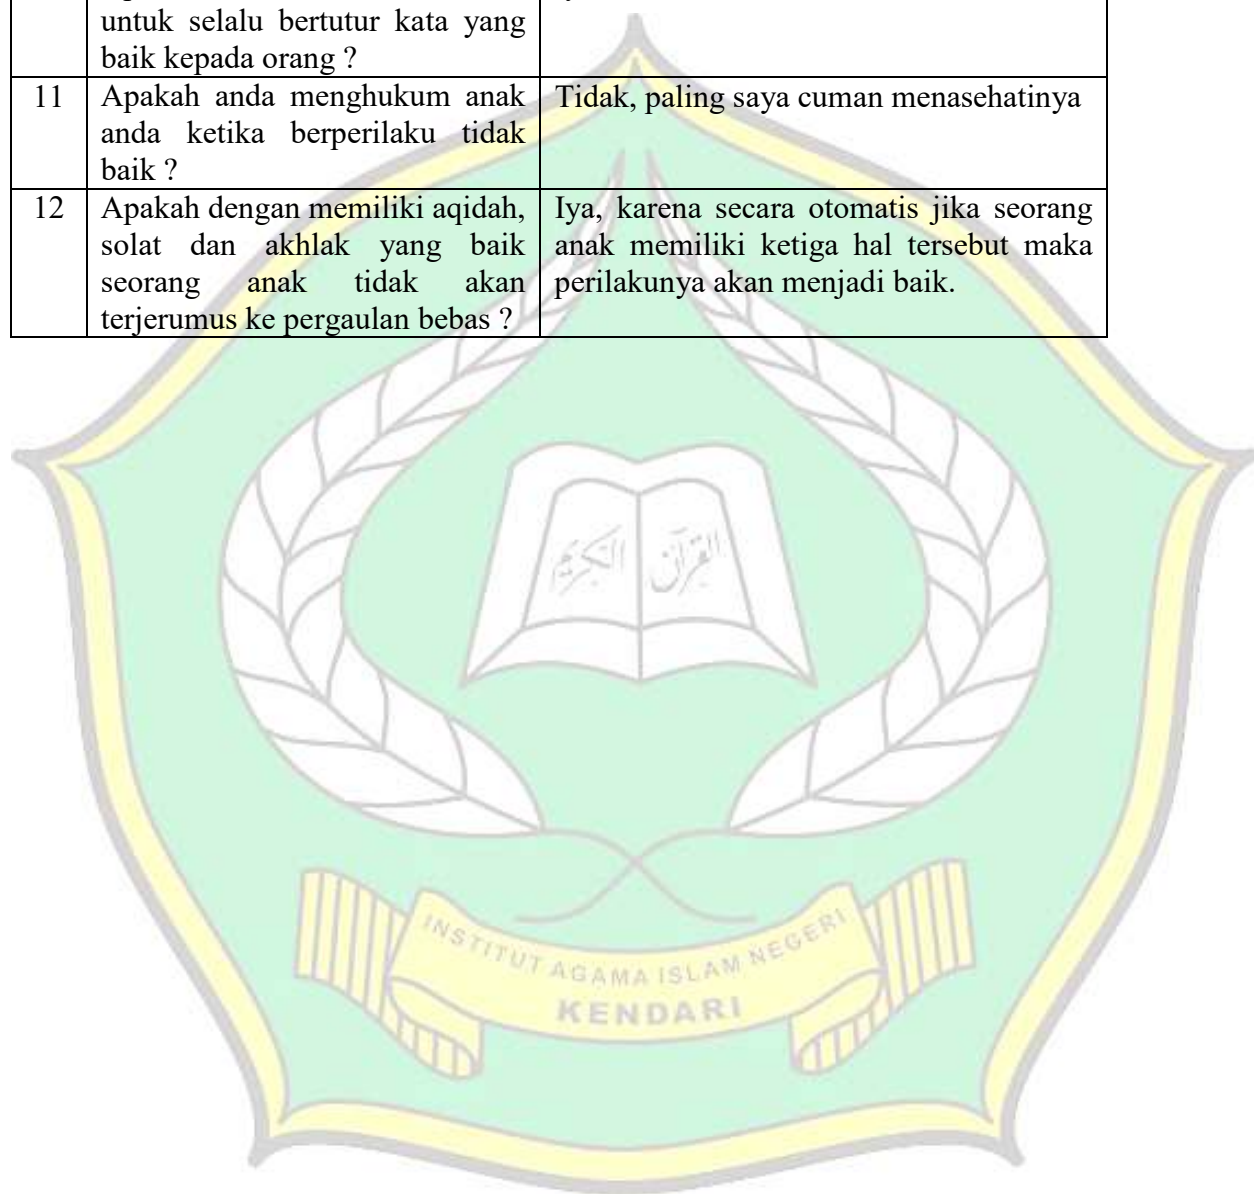 untuk selalu bertutur kata yang
baik kepada orang ?
11 Apakah anda menghukum anak Tidak, paling saya cuman menasehatinya
anda ketika berperilaku tidak
baik ?
12 Apakah dengan memiliki aqidah, Iya, karena secara otomatis jika seorang
solat dan akhlak yang baik anak memiliki ketiga hal tersebut maka
seorang anak tidak akan perilakunya akan menjadi baik.
terjerumus ke pergaulan bebas ?
القرآن الكريم
INSTITUT AGAMA ISLAM NEGERI
KENDARI